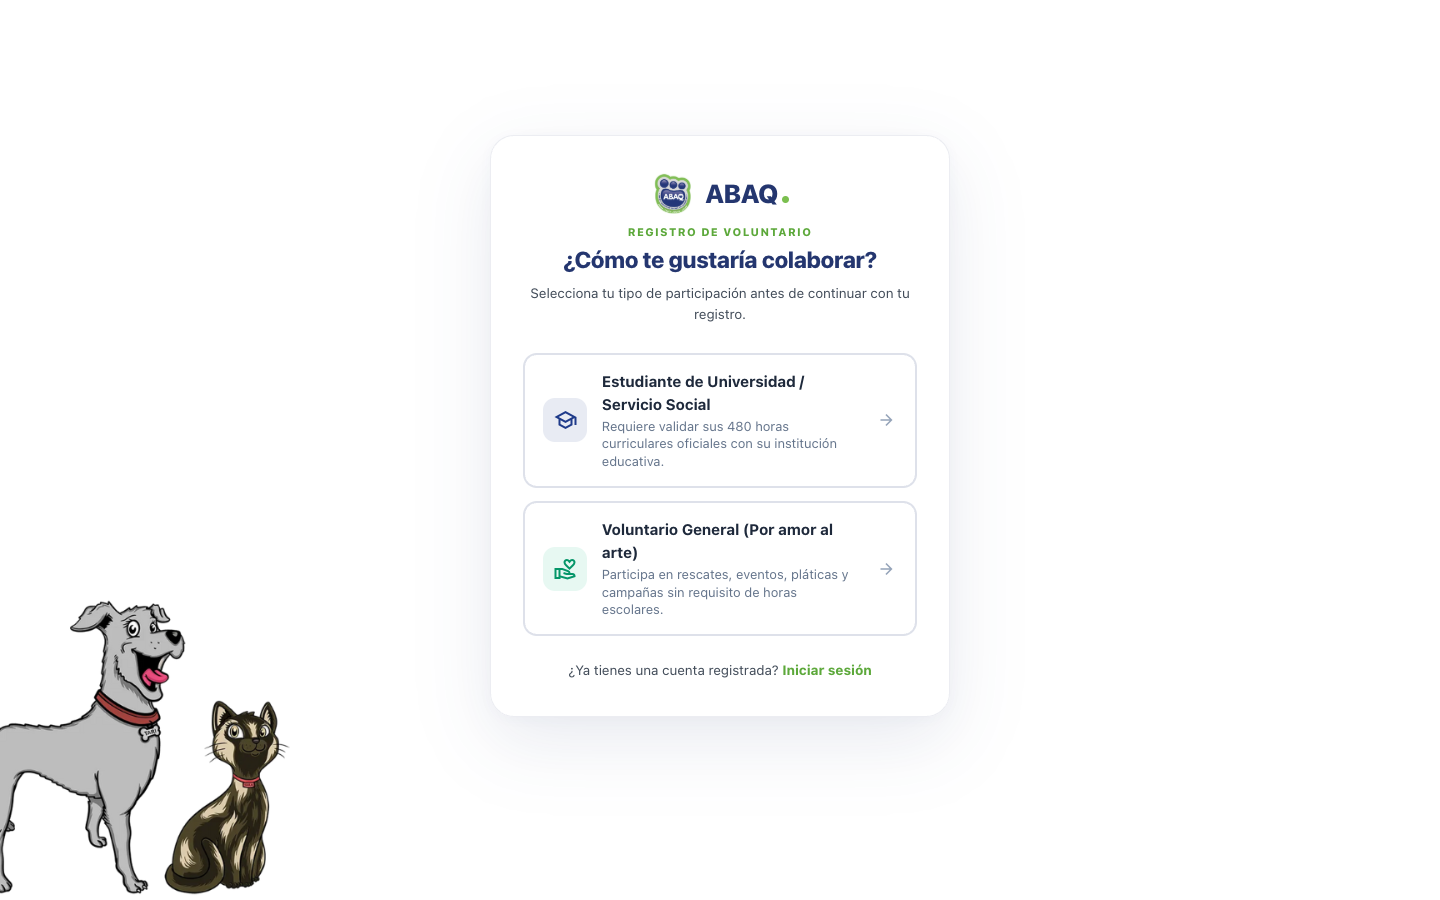 ABAQ
ABAQ
REGISTRO DE VOLUNTARIO
¿Cómo te gustaría colaborar?
Selecciona tu tipo de participación antes de continuar con tu
registro.
Estudiante de Universidad /
Servicio Social
Requiere validar sus 480 horas
curriculares oficiales con su institución
educativa.
Voluntario General (Por amor al
arte)
Participa en rescates, eventos, pláticas y
campañas sin requisito de horas
escolares.
¿Ya tienes una cuenta registrada? Iniciar sesión